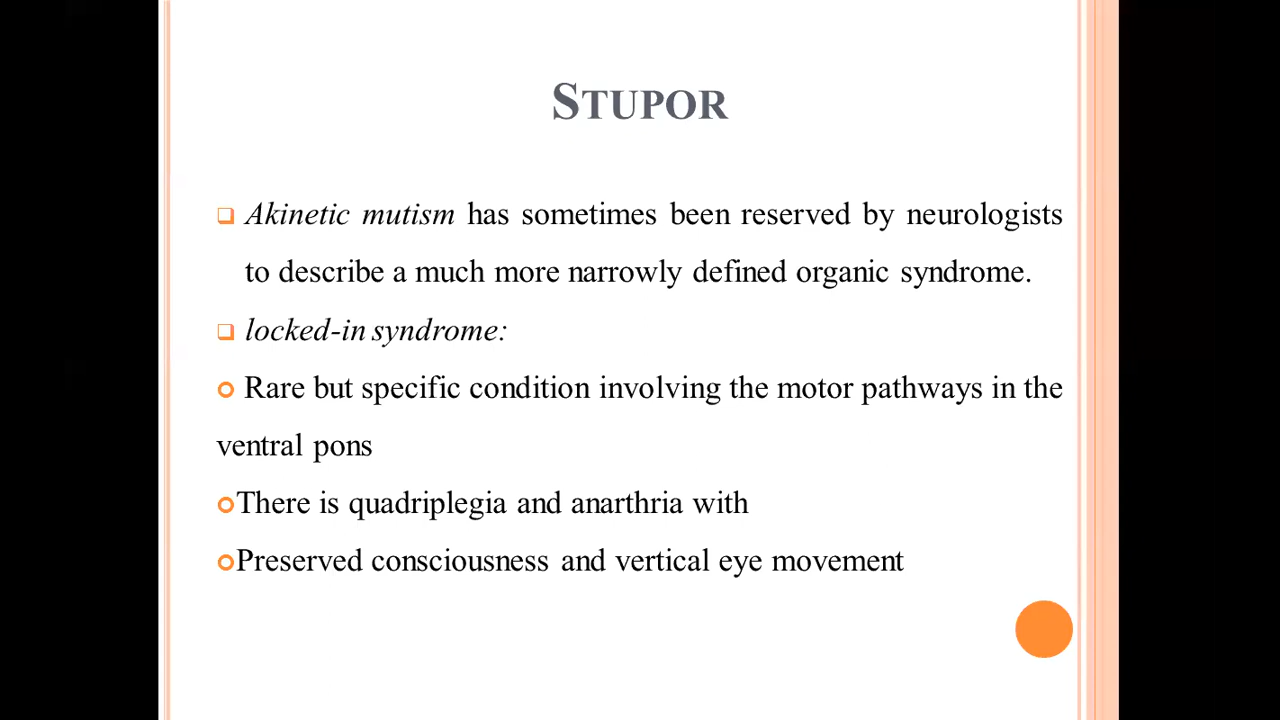 STUPOR
Akinetic mutism has sometimes been reserved by neurologists
to describe a much more narrowly defined organic syndrome.
locked-in syndrome:
Rare but specific condition involving the motor pathways in the
ventral pons
There is quadriplegia and anarthria with
Preserved consciousness and vertical eye movement